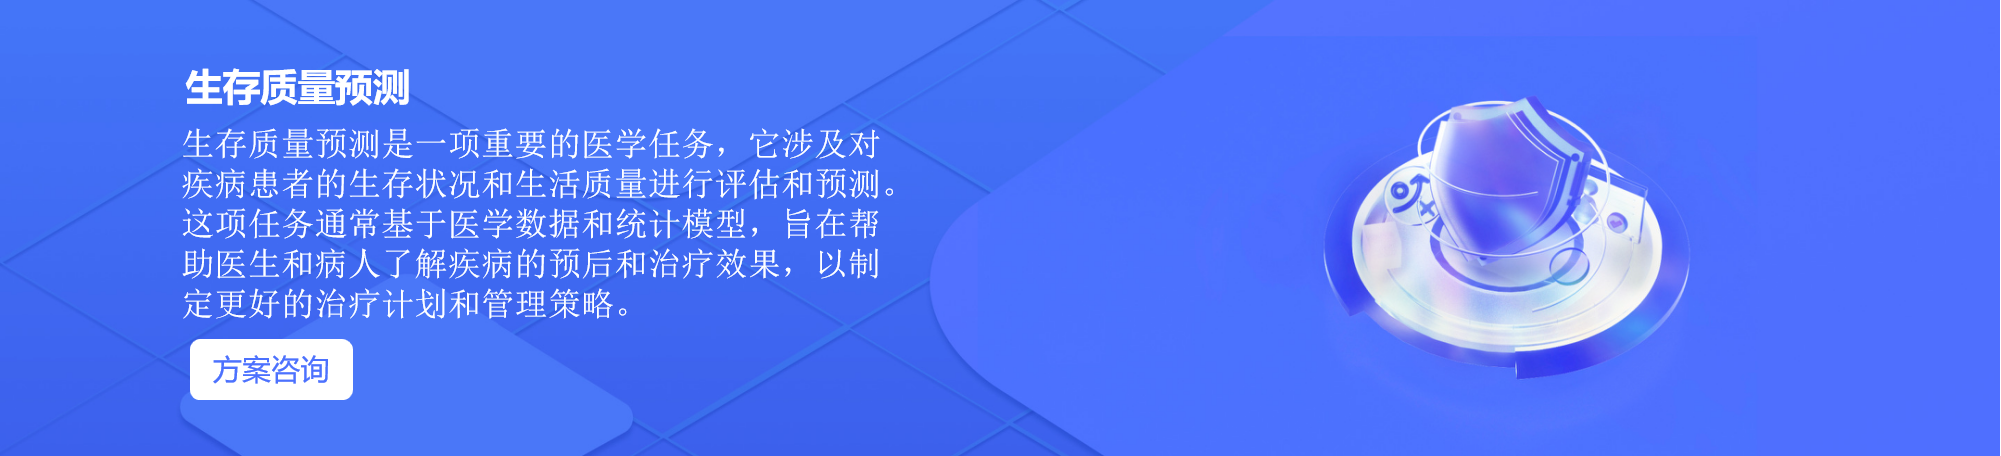 生存质量预测
生存质量预测是一项重要的医学任务，它涉及对
疾病患者的生存状况和生活质量进行评估和预测。
这项任务通常基于医学数据和统计模型，旨在帮
助医生和病人了解疾病的预后和治疗效果，以制
定更好的治疗计划和管理策略。
方案咨询